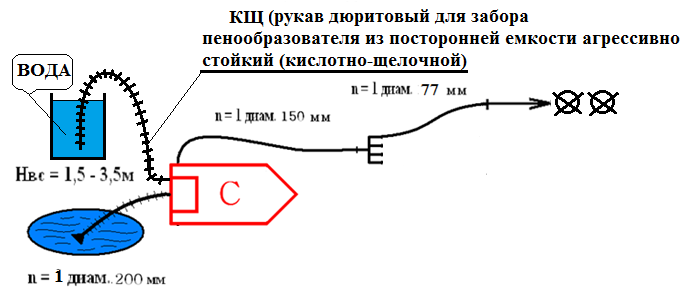 КЩ (рукав дюритовый для забора
пенообразователя из посторонней емкости агрессивно
стойкий (кислотно-щелочной)
ВОДА
n = 1 диам. 77 мм
n = 1 диам. 150 мм
Нвс = 1,5 - 3,5м
С
n = 1 диам. 200 мм